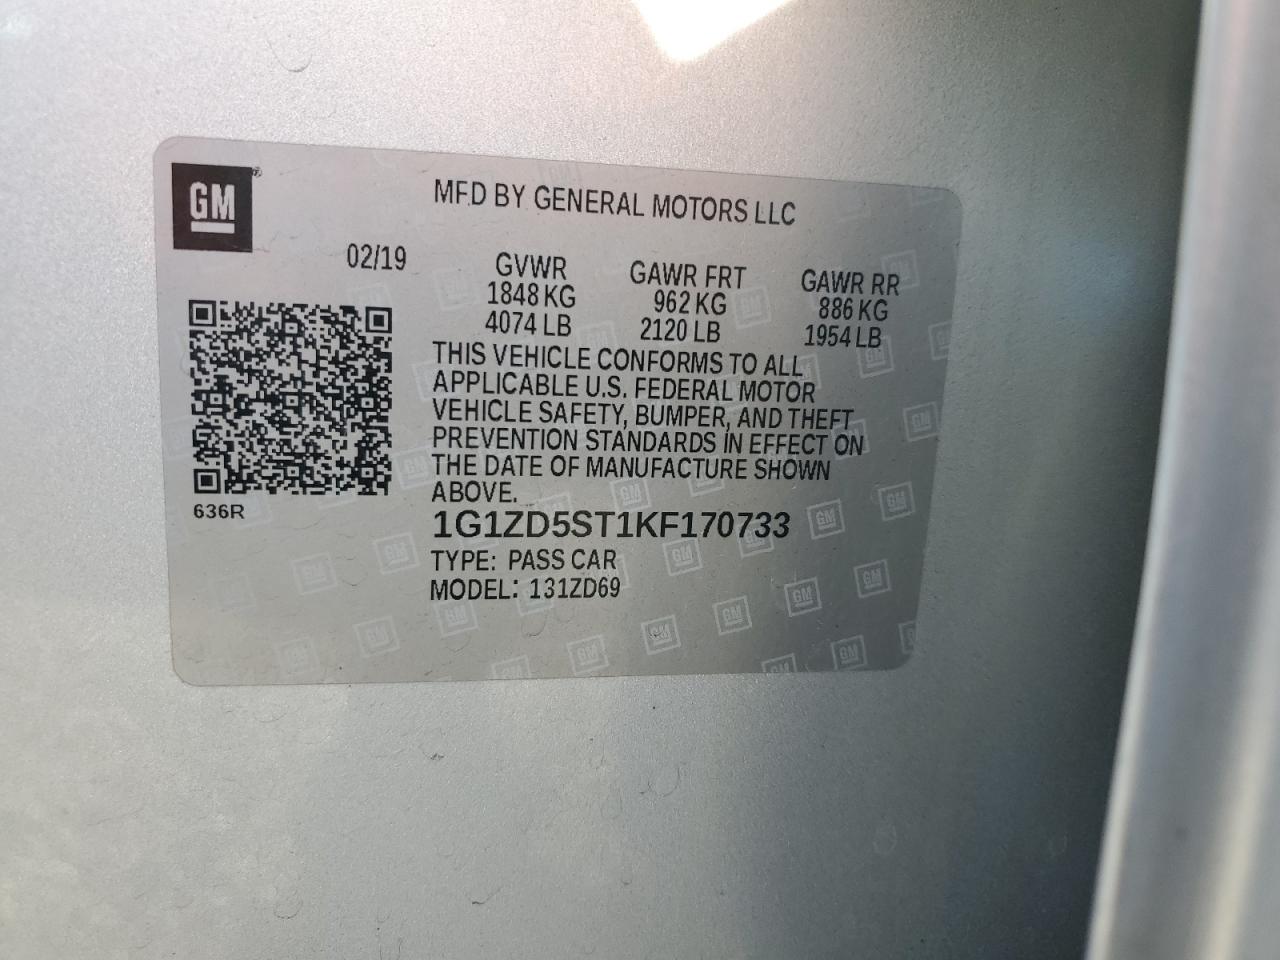 GM
MFD BY GENERAL MOTORS LLC
02/19
GVWR GAWR FRT GAWR RR
1848 KG 962 KG 886 KG
4074 LB 2120 LB 1954 LB
THIS VEHICLE CONFORMS TO ALL
APPLICABLE U.S. FEDERAL MOTOR
VEHICLE SAFETY, BUMPER, AND THEFT
PREVENTION STANDARDS IN EFFECT ON
THE DATE OF MANUFACTURE SHOWN
ABOVE.
636R
1G1ZD5ST1KF170733
TYPE: PASS CAR
MODEL: 131ZD69